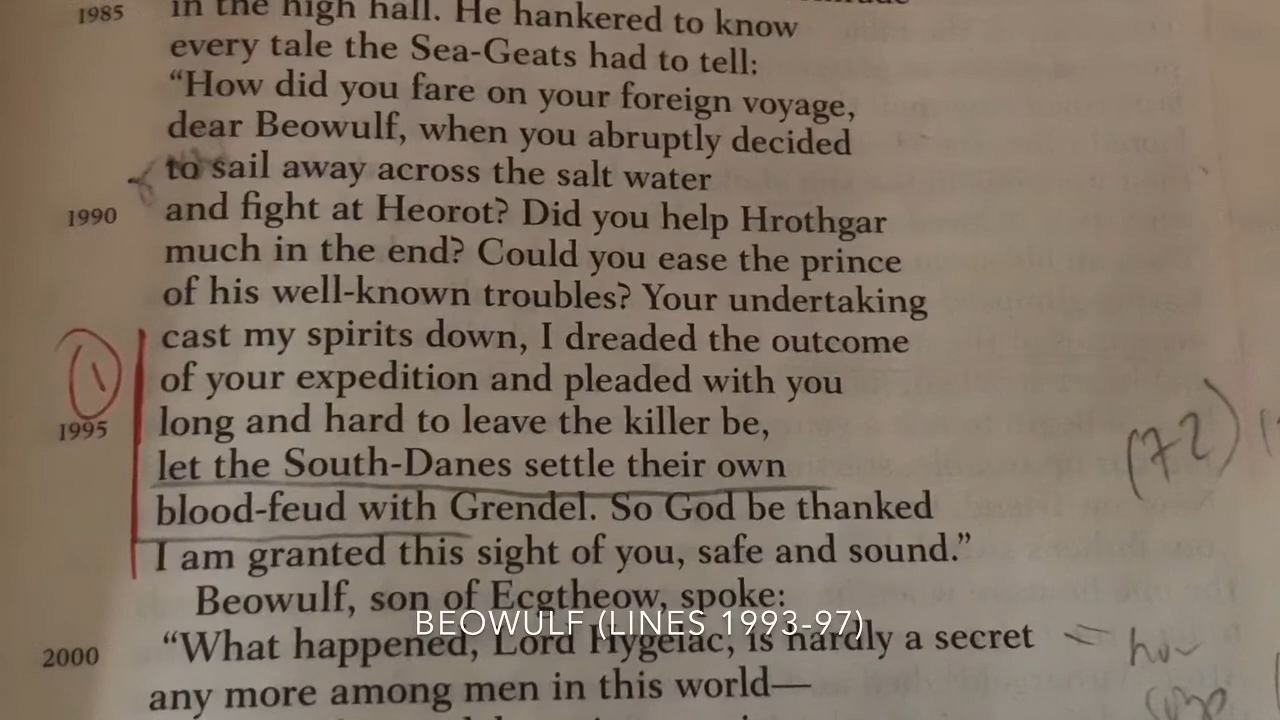 1985 in the high hall. He hankered to know
every tale the Sea-Geats had to tell:
“How did you fare on your foreign voyage,
dear Beowulf, when you abruptly decided
to sail away across the salt water
1990 and fight at Heorot? Did you help Hrothgar
much in the end? Could you ease the prince
of his well-known troubles? Your undertaking
cast my spirits down, I dreaded the outcome
1 of your expedition and pleaded with you
1995 long and hard to leave the killer be,
let the South-Danes settle their own
(72)
blood-feud with Grendel. So God be thanked
I am granted this sight of you, safe and sound.”
Beowulf, son of Ecgtheow, spoke:
BEOWULF (LINES 1993-97)
2000 “What happened, Lord Hygelac, is hardly a secret
any more among men in this world—